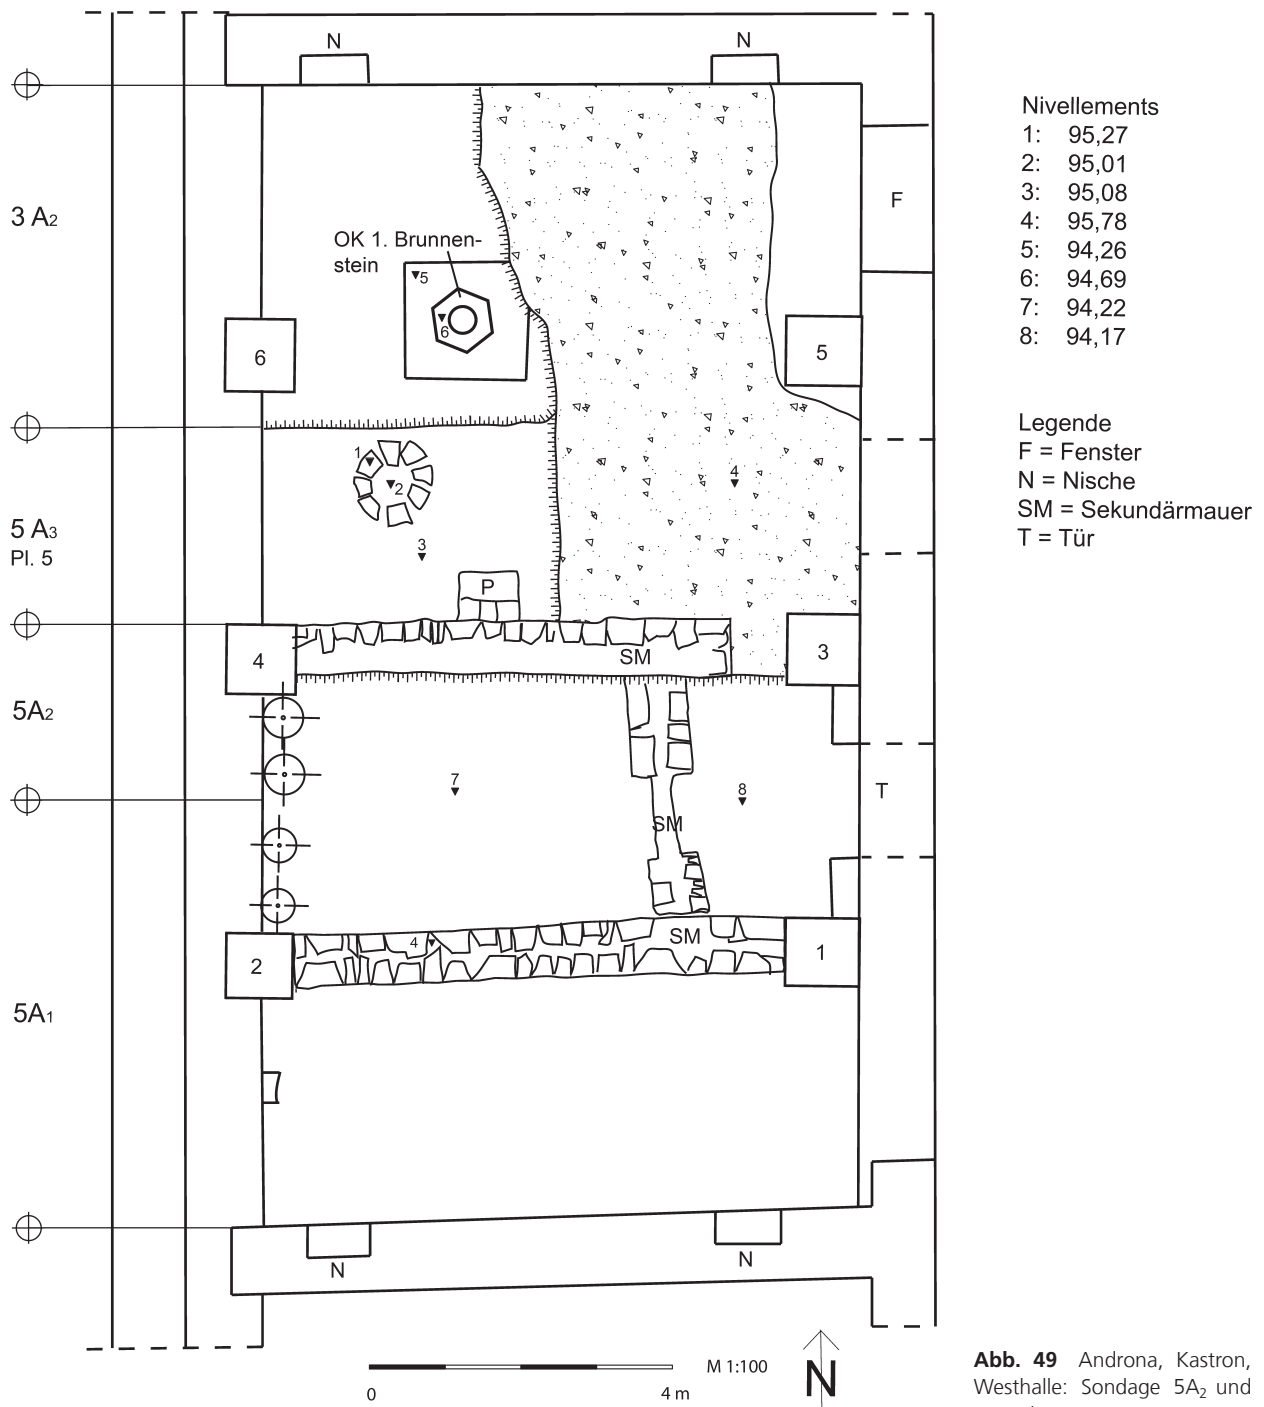 N
N
Nivellements
1: 95,27
2: 95,01
3: 95,08
4: 95,78
5: 94,26
6: 94,69
7: 94,22
8: 94,17
3 A2
F
OK 1. Brunnen-
stein
5
6
6
5
Legende
F = Fenster
N = Nische
SM = Sekundärmauer
T = Tür
1
2
4
5 A3
Pl. 5
3
P
4
SM
3
5A2
7
8
T
SM
2
4
SM
1
5A1
N
N
M 1:100
0
4 m
N
Abb. 49 Androna, Kastron,
Westhalle: Sondage 5A2 und